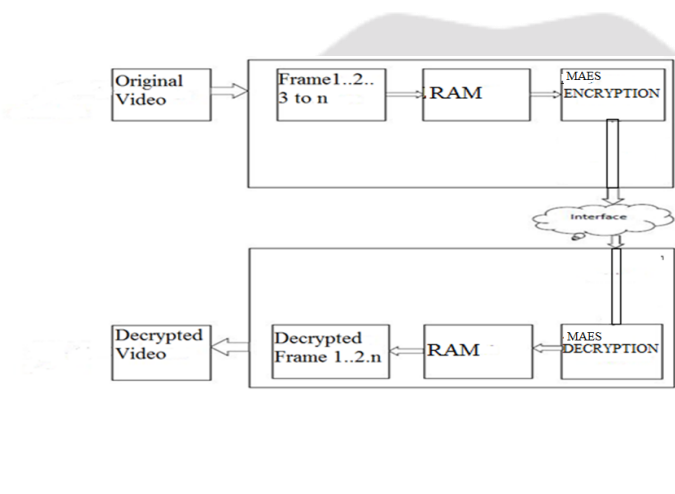 Original
Video
Frame1..2..
3 to n
RAM
MAES
ENCRYPTION
Interface
1
Decrypted
Video
Decrypted
Frame 1..2.n
RAM
MAES
DECRYPTION